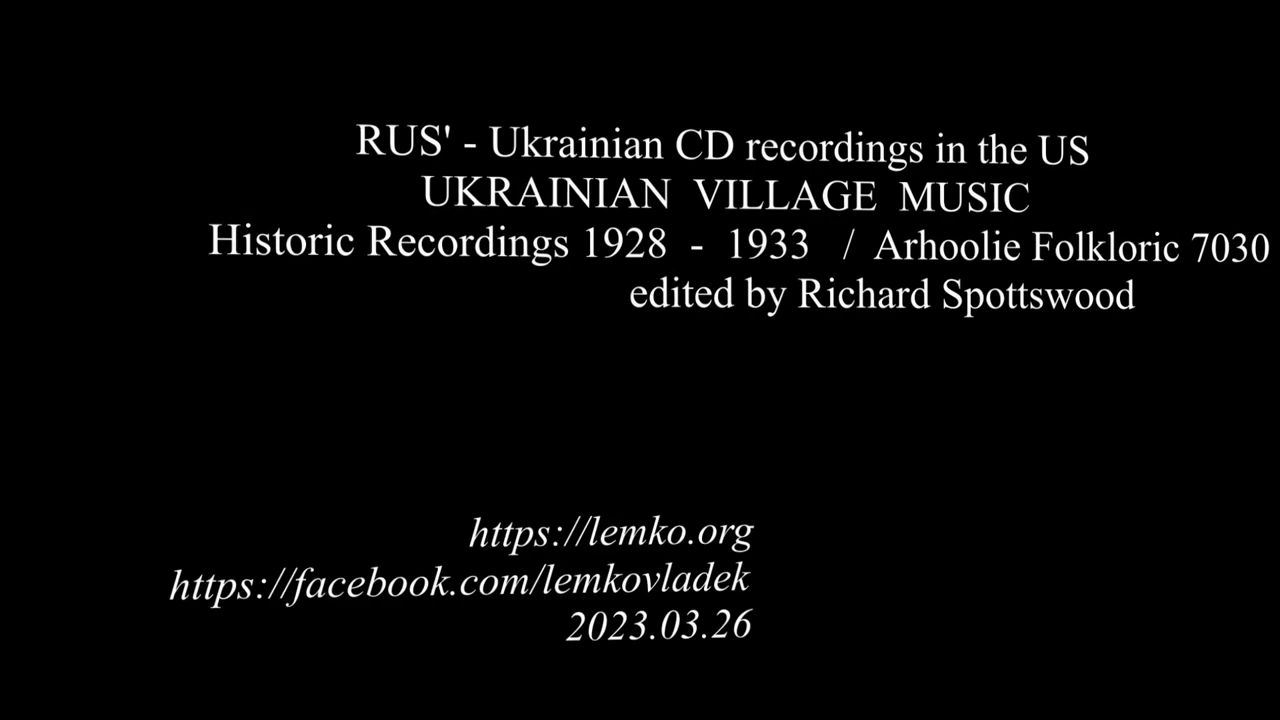 RUS' - Ukrainian CD recordings in the US
UKRAINIAN VILLAGE MUSIC
Historic Recordings 1928 - 1933 / Arhoolie Folkloric 7030
edited by Richard Spottswood
https://lemko.org
https://facebook.com/lemkovladek
2023.03.26